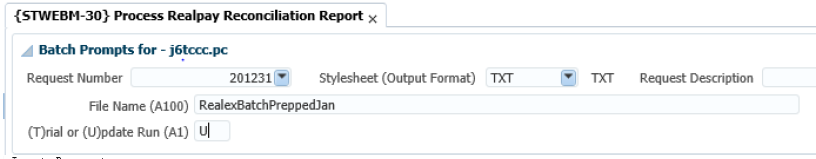 {STWEBM-30} Process Realpay Reconciliation Report ×
Batch Prompts for - j6tccc.pc
Request Number 201231 Stylesheet (Output Format) TXT TXT Request Description
File Name (A100) RealexBatchPreppedJan
(T)rial or (U)pdate Run (A1) U